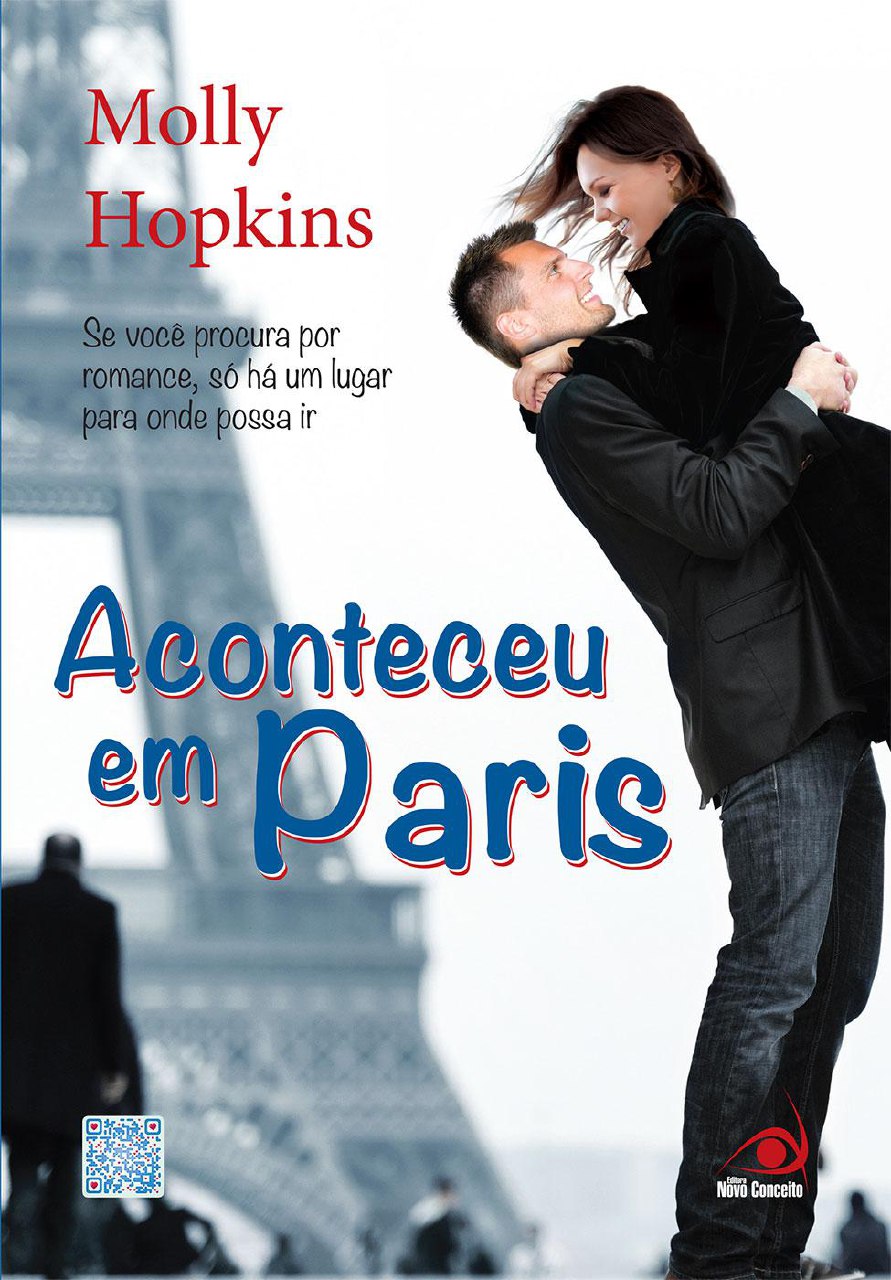 Molly
Hopkins
Se você procura por
romance, só há um lugar
para onde possa ir
Aconteceu
em Paris
Editora
Novo Conceito